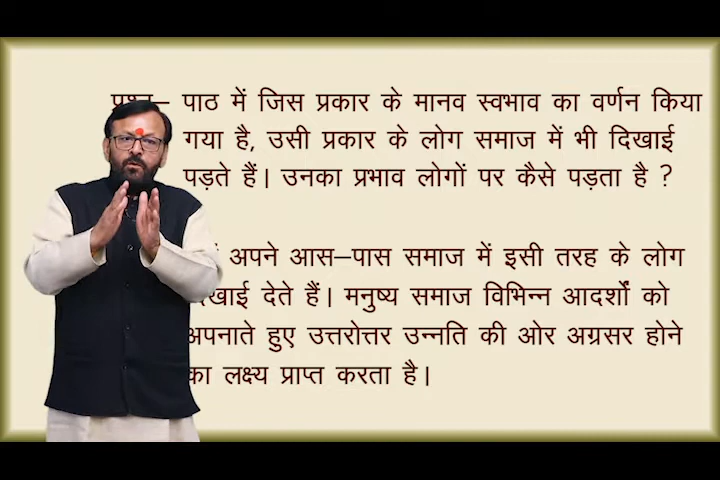 प्रश्न– पाठ में जिस प्रकार के मानव स्वभाव का वर्णन किया
गया है, उसी प्रकार के लोग समाज में भी दिखाई
पड़ते हैं। उनका प्रभाव लोगों पर कैसे पड़ता है ?
अपने आस–पास समाज में इसी तरह के लोग
दिखाई देते हैं। मनुष्य समाज विभिन्न आदर्शों को
अपनाते हुए उत्तरोत्तर उन्नति की ओर अग्रसर होने
का लक्ष्य प्राप्त करता है।